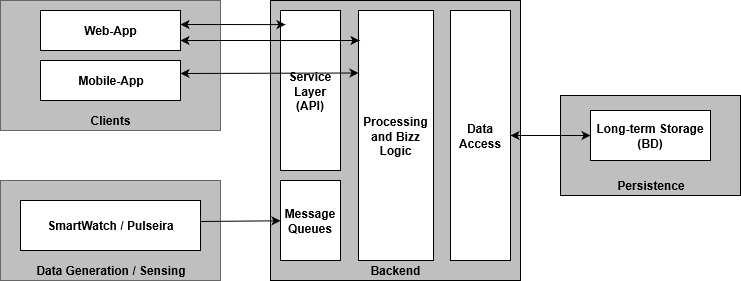 Web-App
Mobile-App
Clients
Service
Layer
(API)
Processing
and Bizz
Logic
Data
Access
Long-term Storage
(BD)
Persistence
Message
Queues
SmartWatch / Pulseira
Data Generation / Sensing
Backend